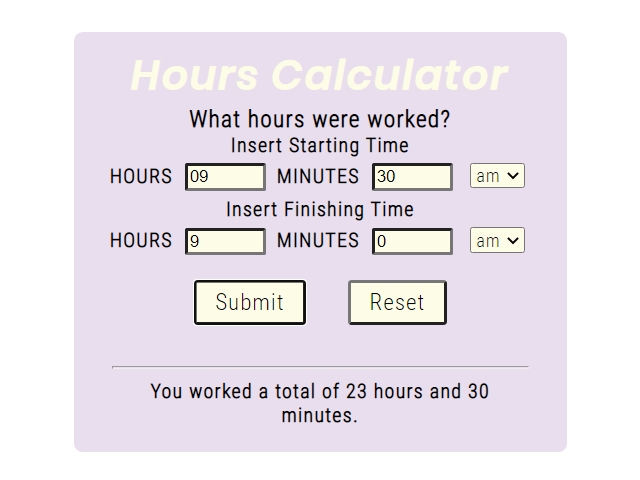 Hours Calculator
What hours were worked?
Insert Starting Time
HOURS 09 MINUTES 30 am
Insert Finishing Time
HOURS 9 MINUTES 0 am
Submit Reset
You worked a total of 23 hours and 30
minutes.